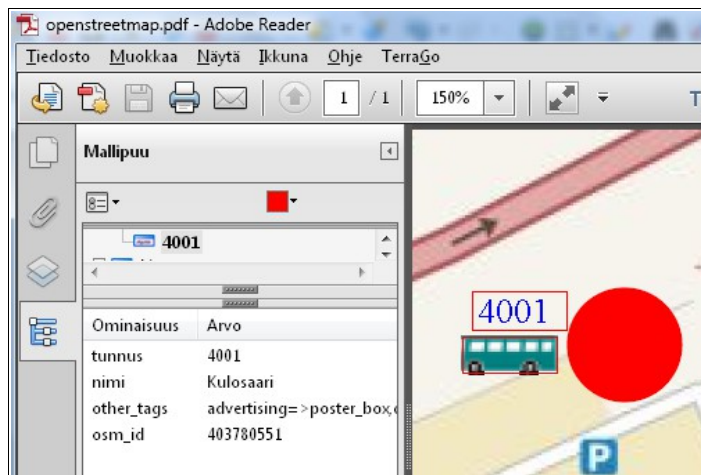 openstreetmap.pdf - Adobe Reader
Tiedosto Muokkaa Näytä Ikkuna Ohje TerraGo
1 / 1 150% T
Mallipuu
4001
Ominaisuus Arvo
tunnus 4001
nimi Kulosaari
other_tags advertising=>poster_box,
osm_id 403780551
4001
P